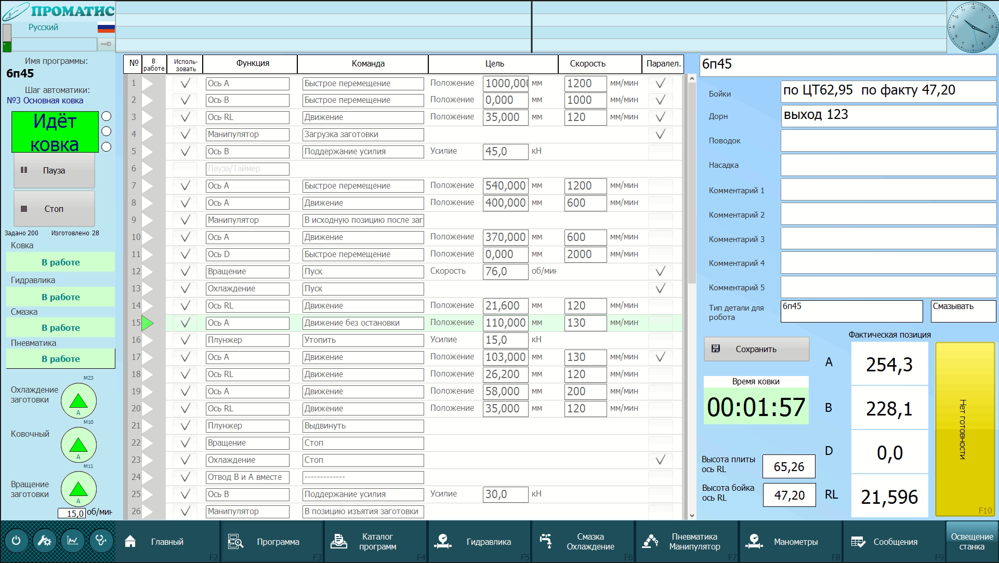 ПРОМАТИС
Русский
Имя программы:
6п45
Шаг автоматики:
№3 Основная ковка
Идёт
ковка
Пауза
Стоп
Задано 200 Изготовлено 28
Ковка
В работе
Гидравлика
В работе
Смазка
В работе
Пневматика
В работе
M23
Охлаждение
заготовки
A
M10
Ковочный
A
M11
Вращение
заготовки
A
15,0 об/мин
№ В работе Исполь-зовать Функция Команда Цель Скорость Паралел.
1 Ось A Быстрое перемещение Положение 1000,000 мм 1200 мм/мин
2 Ось B Быстрое перемещение Положение 0,000 мм 1000 мм/мин
3 Ось RL Движение Положение 35,000 мм 120 мм/мин
4 Манипулятор Загрузка заготовки
5 Ось B Поддержание усилия Усилие 45,0 кН
6 Пауза/Таймер
7 Ось A Быстрое перемещение Положение 540,000 мм 1200 мм/мин
8 Ось A Движение Положение 400,000 мм 600 мм/мин
9 Манипулятор В исходную позицию после заг
10 Ось A Движение Положение 370,000 мм 600 мм/мин
11 Ось D Быстрое перемещение Положение 0,000 мм 2000 мм/мин
12 Вращение Пуск Скорость 76,0 об/мин
13 Охлаждение Пуск
14 Ось RL Движение Положение 21,600 мм 120 мм/мин
15 Ось A Движение без остановки Положение 110,000 мм 130 мм/мин
16 Плунжер Утопить Усилие 15,0 кН
17 Ось A Движение Положение 103,000 мм 130 мм/мин
18 Ось RL Движение Положение 26,200 мм 120 мм/мин
19 Ось A Движение Положение 58,000 мм 200 мм/мин
20 Ось RL Движение Положение 35,000 мм 120 мм/мин
21 Плунжер Выдвинуть
22 Вращение Стоп
23 Охлаждение Стоп
24 Отвод B и A вместе -------------
25 Ось B Поддержание усилия Усилие 30,0 кН
26 Манипулятор В позицию изъятия заготовки
6п45
Бойки по ЦТ62,95 по факту 47,20
Дорн выход 123
Поводок
Насадка
Комментарий 1
Комментарий 2
Комментарий 3
Комментарий 4
Комментарий 5
Тип детали для
робота
6п45 Смазывать
Сохранить
Фактическая позиция
A 254,3
B 228,1
D 0,0
RL 21,596
Время ковки
00:01:57
Высота плиты
ось RL
65,26
Высота бойка
ось RL
47,20
Нет готовности
F10
Главный F2
Программа F3
Каталог
программ F4
Гидравлика F5
Смазка
Охлаждение F6
Пневматика
Манипулятор F7
Манометры F8
Сообщения F9
Освещение
станка